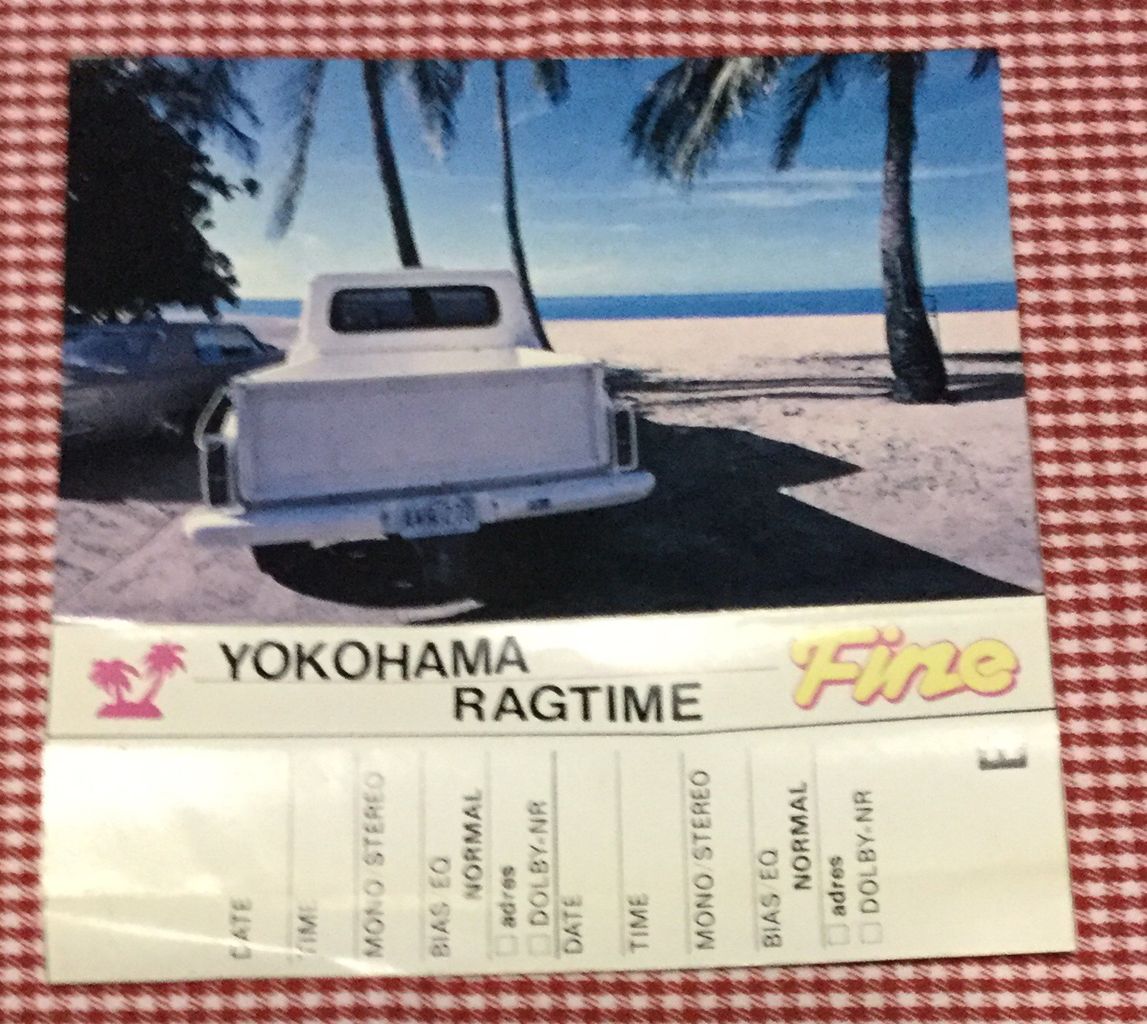 YOKOHAMA
RAGTIME
Fine
E
DATE
TIME
MONO/STEREO
BIAS/EQ
NORMAL
adres
DOLBY-NR
DATE
TIME
MONO/STEREO
BIAS/EQ
NORMAL
adres
DOLBY-NR